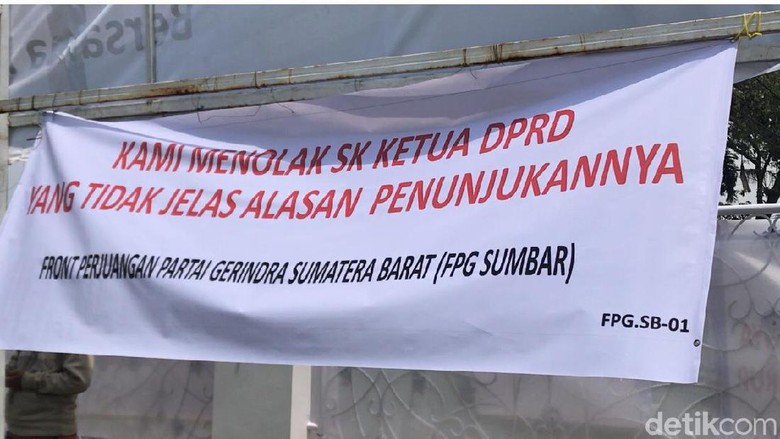 Bersama
KAMI MENOLAK SK KETUA DPRD
YANG TIDAK JELAS ALASAN PENUNJUKANNYA
FRONT PERJUANGAN PARTAI GERINDRA SUMATERA BARAT (FPG SUMBAR)
FPG.SB-01
detikcom